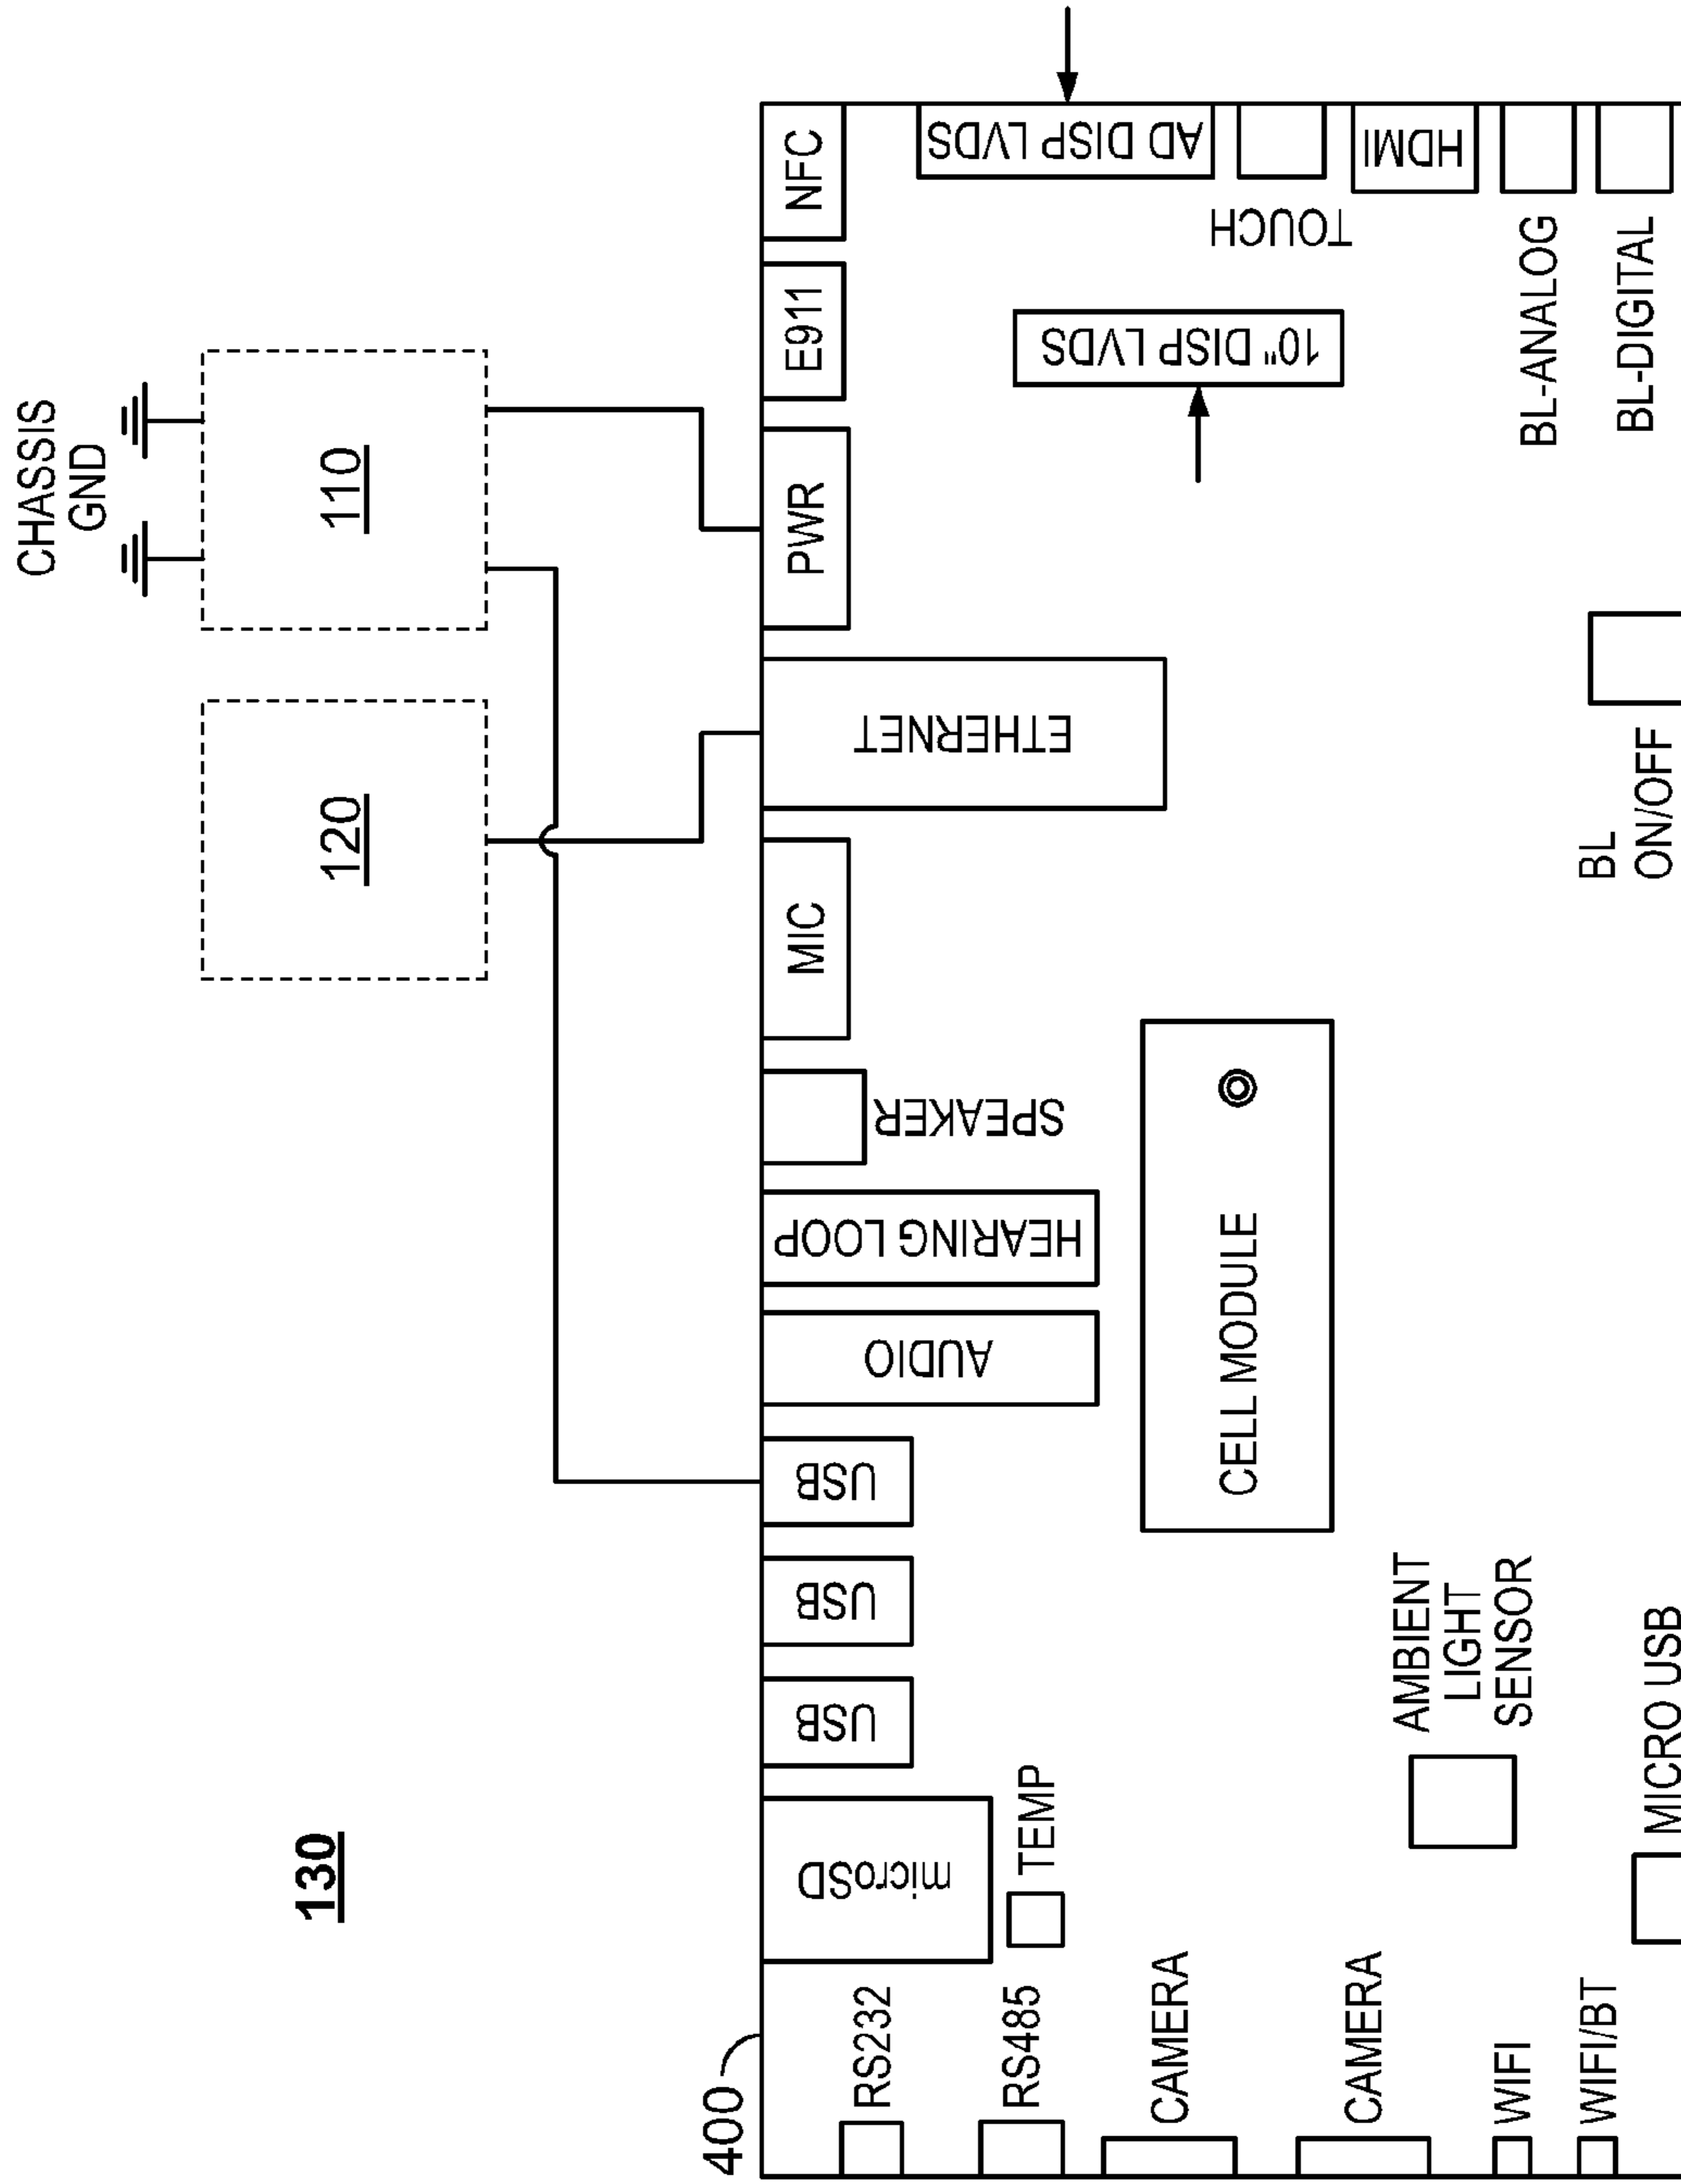 130
CHASSIS
GND
120
110
400
microSD
USB
USB
USB
AUDIO
HEARING LOOP
SPEAKER
MIC
ETHERNET
PWR
E911
NFC
RS232
TEMP
RS485
CAMERA
CAMERA
WIFI
WIFI/BT
CELL MODULE
AMBIENT
LIGHT
SENSOR
MICRO USB
10" DISP LVDS
AD DISP LVDS
TOUCH
HDMI
BL-ANALOG
BL-DIGITAL
BL
ON/OFF